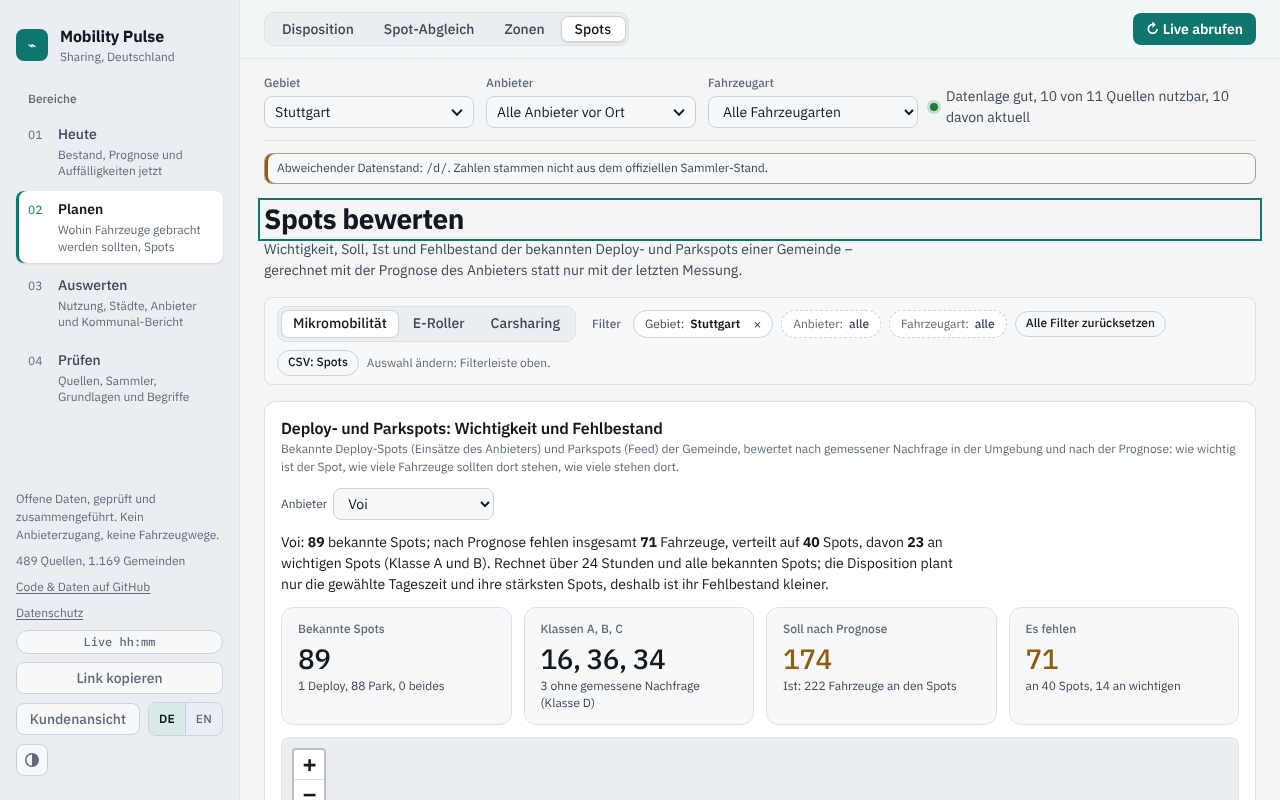 Mobility Pulse
Sharing, Deutschland
Bereiche
01 Heute
Bestand, Prognose und
Auffälligkeiten jetzt
02 Planen
Wohin Fahrzeuge gebracht
werden sollten, Spots
03 Auswerten
Nutzung, Städte, Anbieter
und Kommunal-Bericht
04 Prüfen
Quellen, Sammler,
Grundlagen und Begriffe
Offene Daten, geprüft und
zusammengeführt. Kein
Anbieterzugang, keine Fahrzeugwege.
489 Quellen, 1.169 Gemeinden
Code & Daten auf GitHub
Datenschutz
Live hh:mm
Link kopieren
Kundenansicht DE EN
Disposition Spot-Abgleich Zonen Spots
↻ Live abrufen
Gebiet Anbieter Fahrzeugart
Stuttgart Alle Anbieter vor Ort Alle Fahrzeugarten
Datenlage gut, 10 von 11 Quellen nutzbar, 10
davon aktuell
Abweichender Datenstand: /d/. Zahlen stammen nicht aus dem offiziellen Sammler-Stand.
Spots bewerten
Wichtigkeit, Soll, Ist und Fehlbestand der bekannten Deploy- und Parkspots einer Gemeinde –
gerechnet mit der Prognose des Anbieters statt nur mit der letzten Messung.
Mikromobilität E-Roller Carsharing Filter Gebiet: Stuttgart × Anbieter: alle Fahrzeugart: alle Alle Filter zurücksetzen
CSV: Spots Auswahl ändern: Filterleiste oben.
Deploy- und Parkspots: Wichtigkeit und Fehlbestand
Bekannte Deploy-Spots (Einsätze des Anbieters) und Parkspots (Feed) der Gemeinde, bewertet nach gemessener Nachfrage in der Umgebung und nach der Prognose: wie wichtig
ist der Spot, wie viele Fahrzeuge sollten dort stehen, wie viele stehen dort.
Anbieter Voi
Voi: 89 bekannte Spots; nach Prognose fehlen insgesamt 71 Fahrzeuge, verteilt auf 40 Spots, davon 23 an
wichtigen Spots (Klasse A und B). Rechnet über 24 Stunden und alle bekannten Spots; die Disposition plant
nur die gewählte Tageszeit und ihre stärksten Spots, deshalb ist ihr Fehlbestand kleiner.
Bekannte Spots
89
1 Deploy, 88 Park, 0 beides
Klassen A, B, C
16, 36, 34
3 ohne gemessene Nachfrage
(Klasse D)
Soll nach Prognose
174
Ist: 222 Fahrzeuge an den Spots
Es fehlen
71
an 40 Spots, 14 an wichtigen
+
−